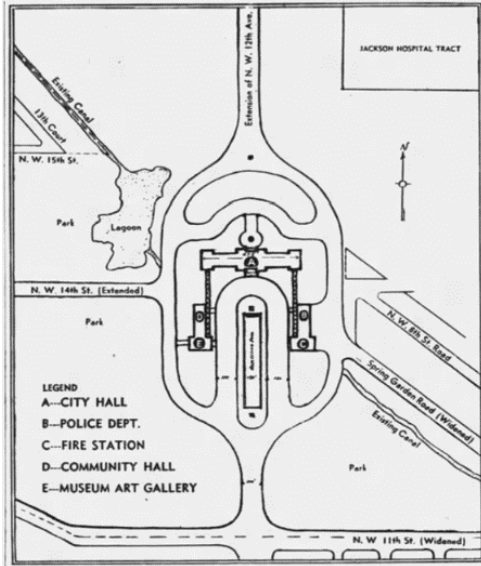 Extension of N. W. 12th Ave.
JACKSON HOSPITAL TRACT
Existing Canal
13th Court
N. W. 15th St.
N
Park
Lagoon
N. W. 14th St. (Extended)
Park
N. W. 8th St. Road
Spring Garden Road (Widened)
Existing Canal
LEGEND
A---CITY HALL
B---POLICE DEPT.
C---FIRE STATION
D---COMMUNITY HALL
E---MUSEUM ART GALLERY
Park
N. W. 11th St. (Widened)